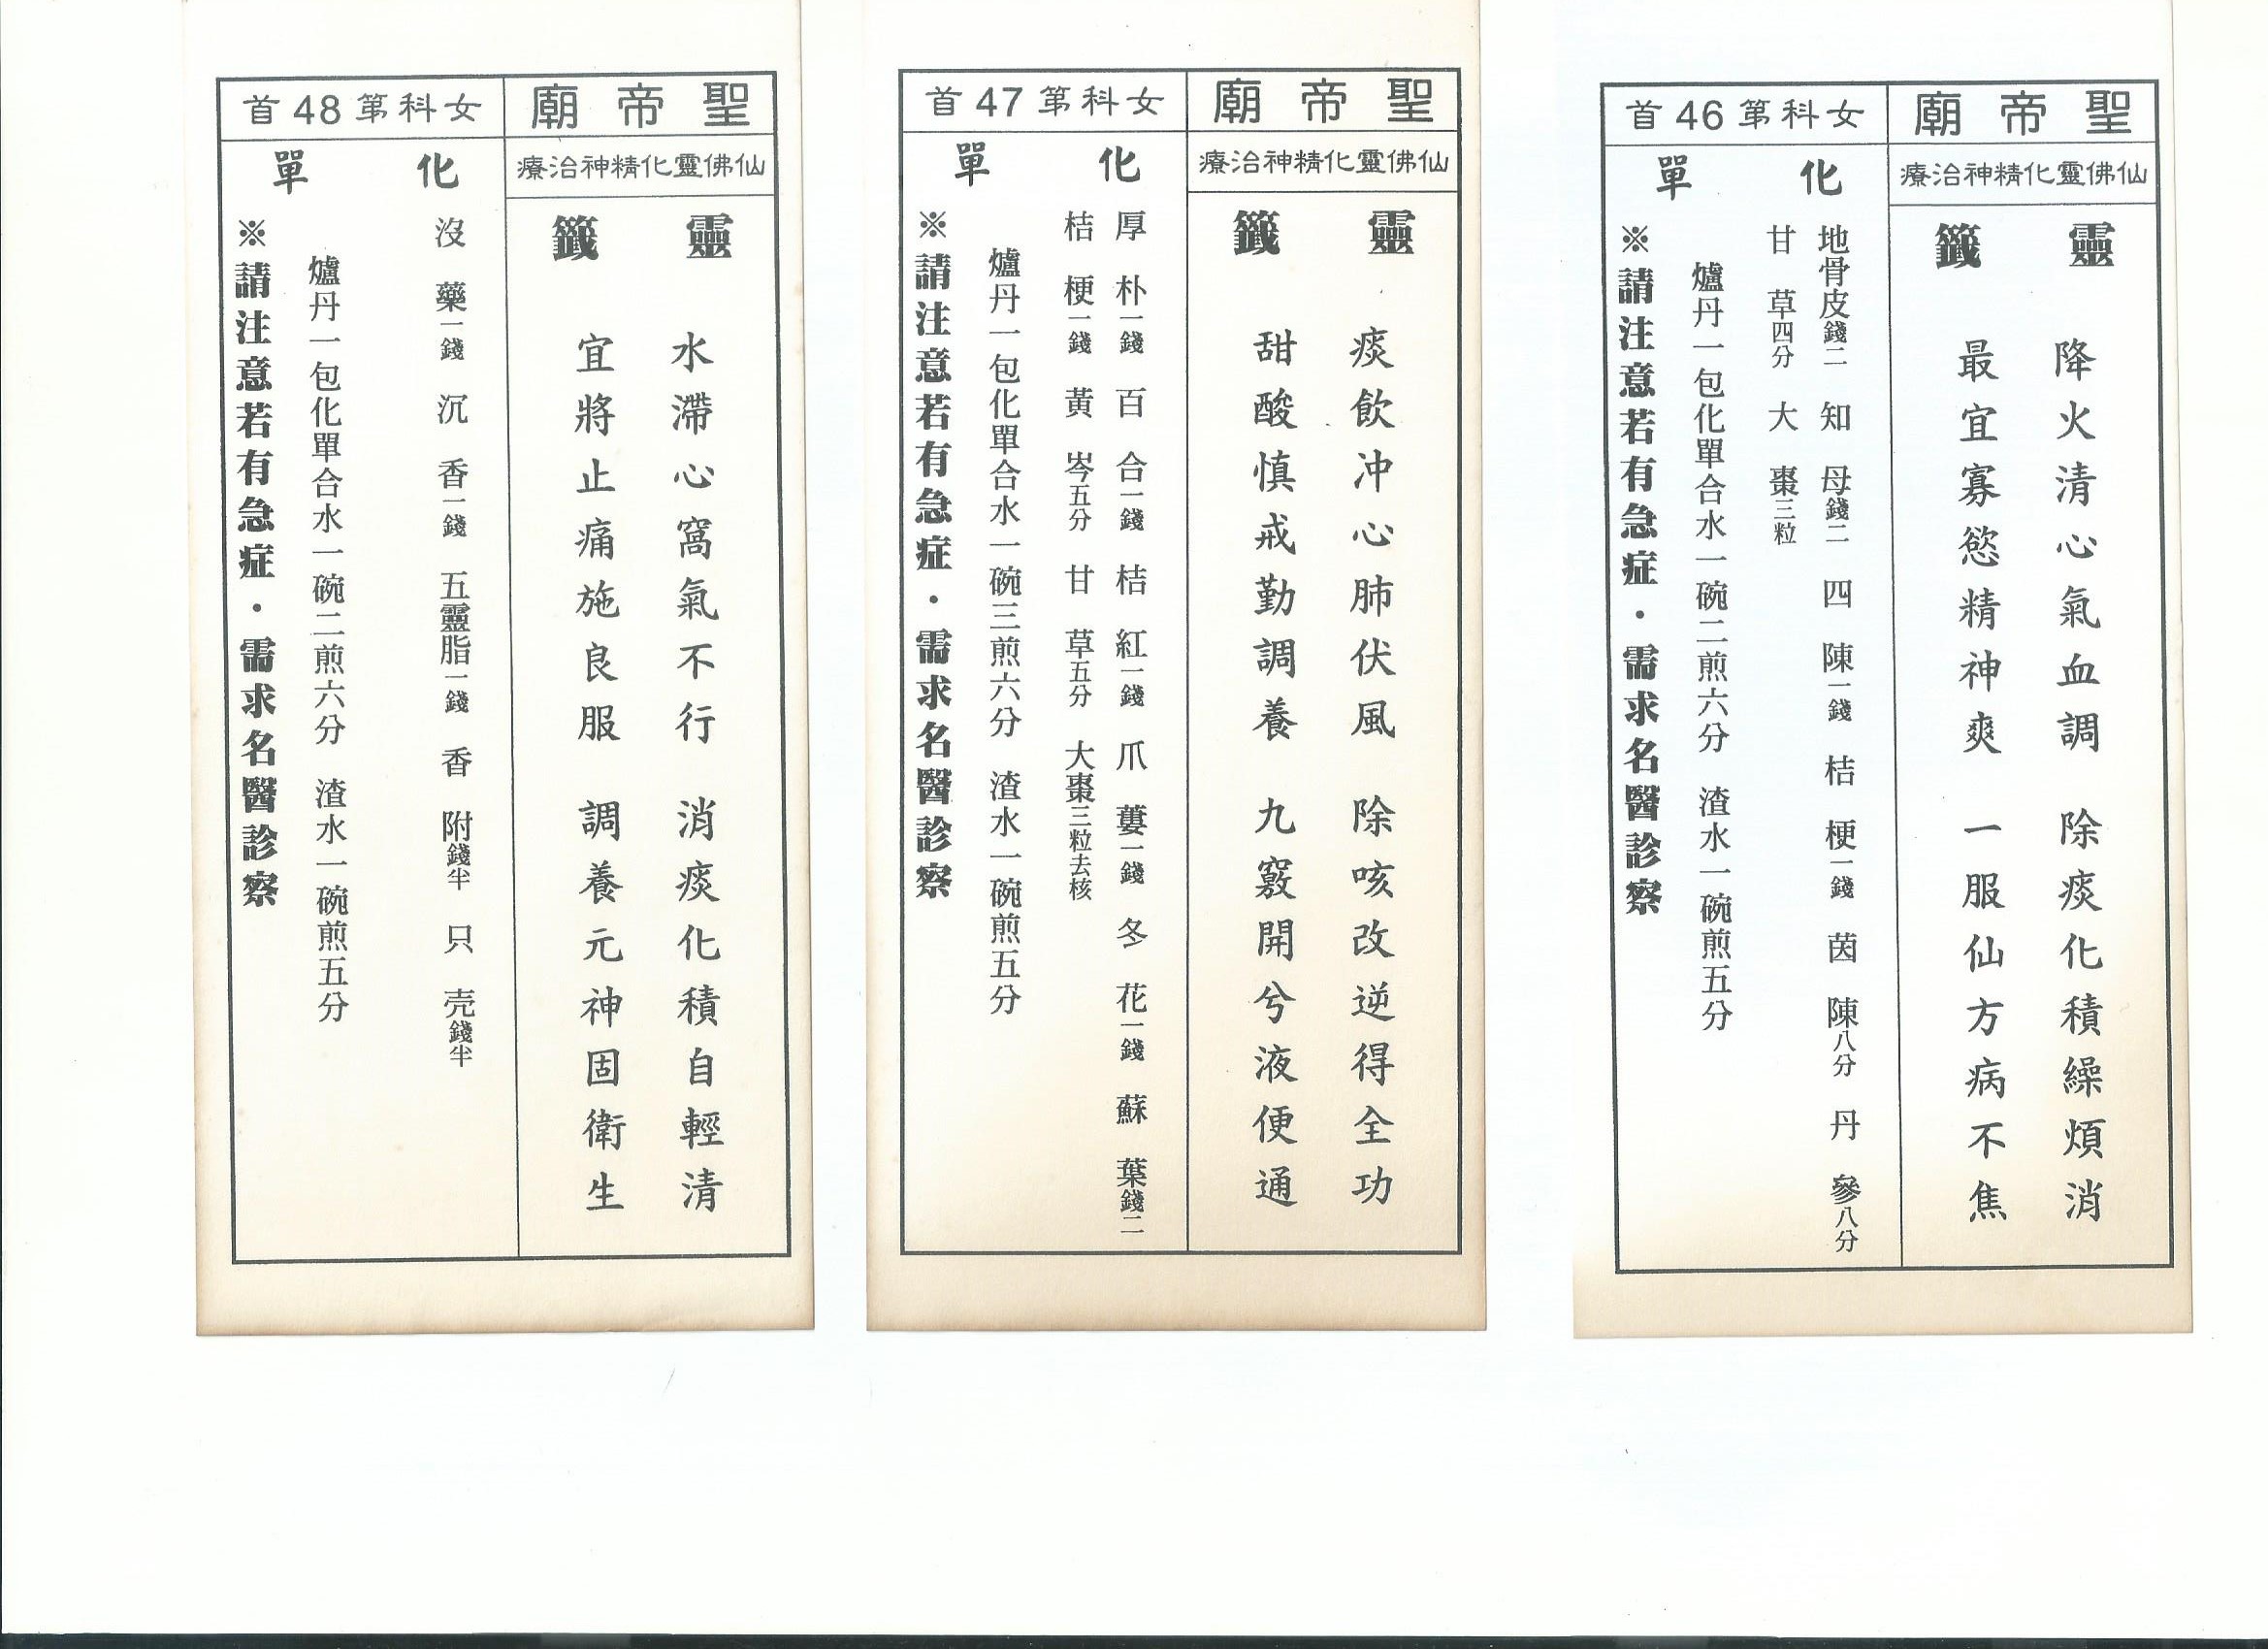 聖帝廟
女科第46首
仙佛靈化精神治療
靈籤
降火清心氣血調　除痰化積繰煩消
最宜寡慾精神爽　一服仙方病不焦
化單
地骨皮錢二　知母錢二　四陳一錢　桔梗一錢　茵陳八分　丹參八分
甘草四分　大棗三粒
爐丹一包化單合水一碗二煎六分　渣水一碗煎五分
※請注意若有急症．需求名醫診察
聖帝廟
女科第47首
仙佛靈化精神治療
靈籤
痰飲冲心肺伏風　除咳改逆得全功
甜酸慎戒勤調養　九竅開兮液便通
化單
厚朴一錢　百合一錢　桔紅一錢　爪蔞一錢　冬花一錢　蘇葉錢二
桔梗一錢　黃岑五分　甘草五分　大棗三粒去核
爐丹一包化單合水一碗三煎六分　渣水一碗煎五分
※請注意若有急症．需求名醫診察
聖帝廟
女科第48首
仙佛靈化精神治療
靈籤
水滯心窩氣不行　消痰化積自輕清
宜將止痛施良服　調養元神固衛生
化單
沒藥一錢　沉香一錢　五靈脂一錢　香附錢半　只壳錢半
爐丹一包化單合水一碗二煎六分　渣水一碗煎五分
※請注意若有急症．需求名醫診察